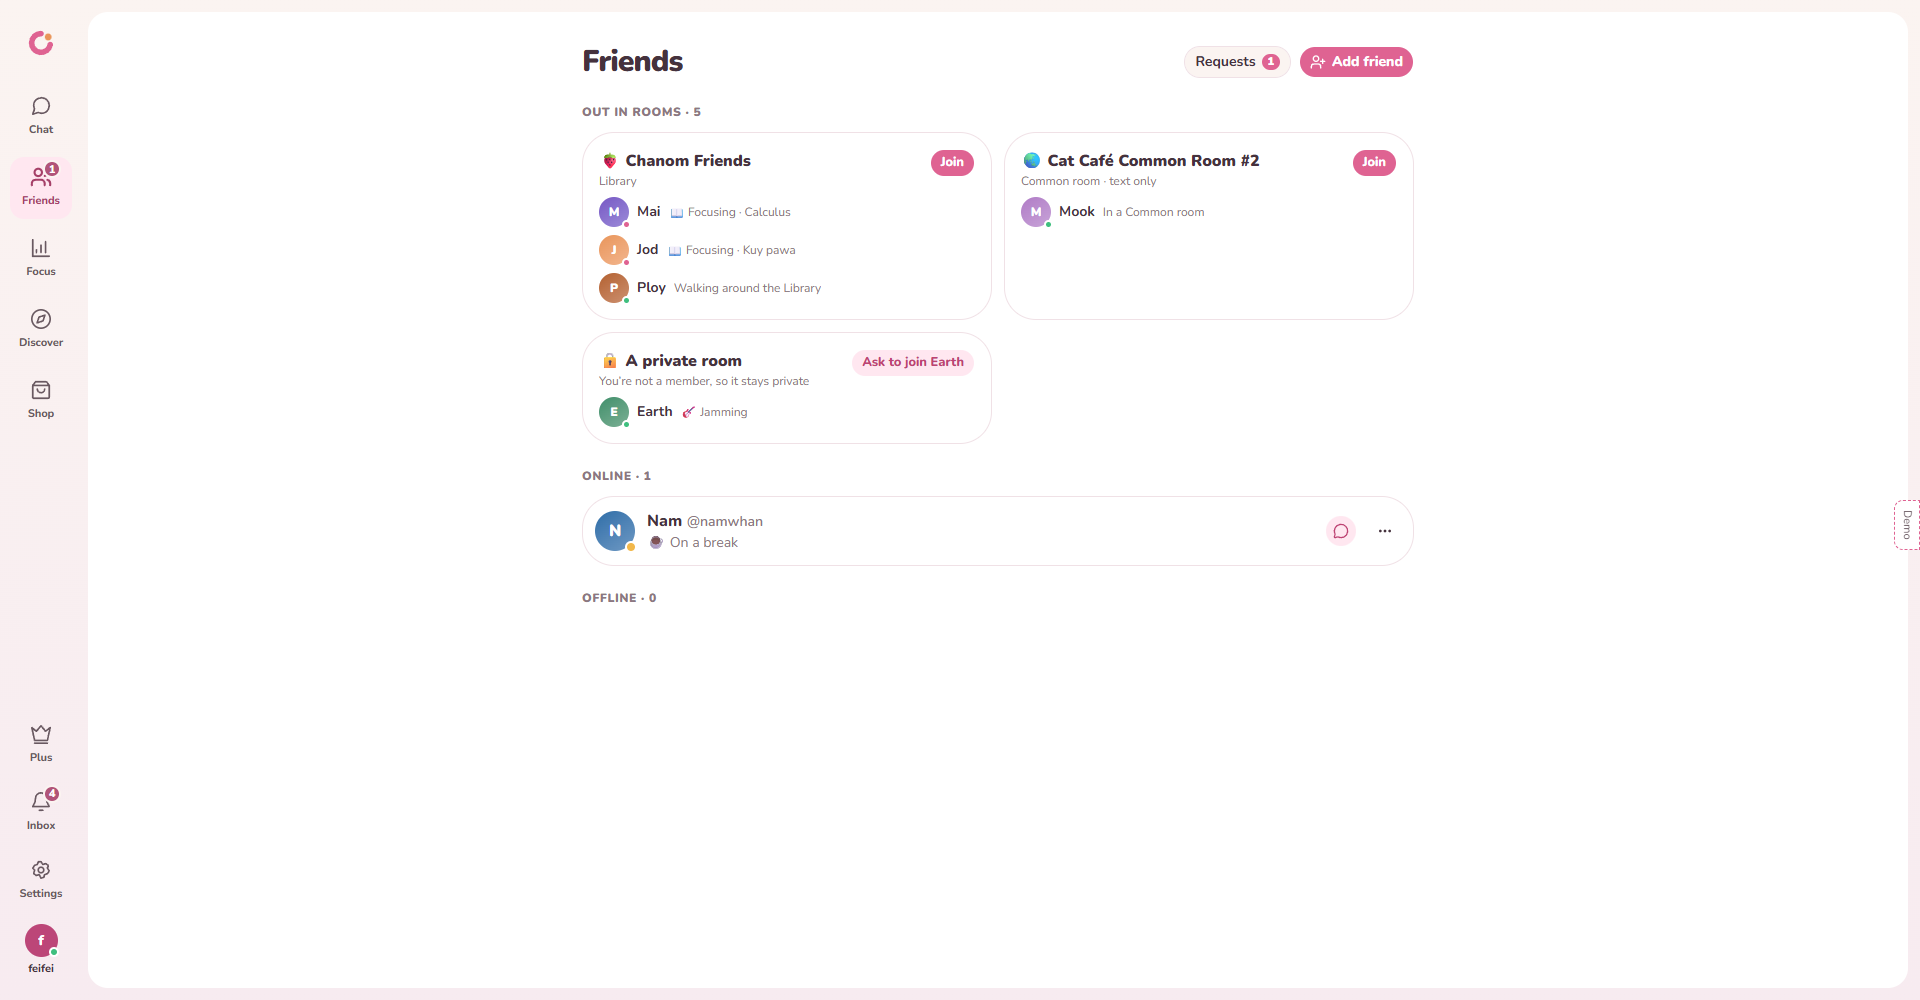 Chat
1
Friends
Focus
Discover
Shop
Plus
4
Inbox
Settings
f
feifei
Friends
Requests 1
Add friend
OUT IN ROOMS · 5
Chanom Friends
Join
Library
M Mai Focusing · Calculus
J Jod Focusing · Kuy pawa
P Ploy Walking around the Library
Cat Café Common Room #2
Join
Common room · text only
M Mook In a Common room
A private room
Ask to join Earth
You're not a member, so it stays private
E Earth Jamming
ONLINE · 1
N Nam @namwhan
On a break
OFFLINE · 0
Demo